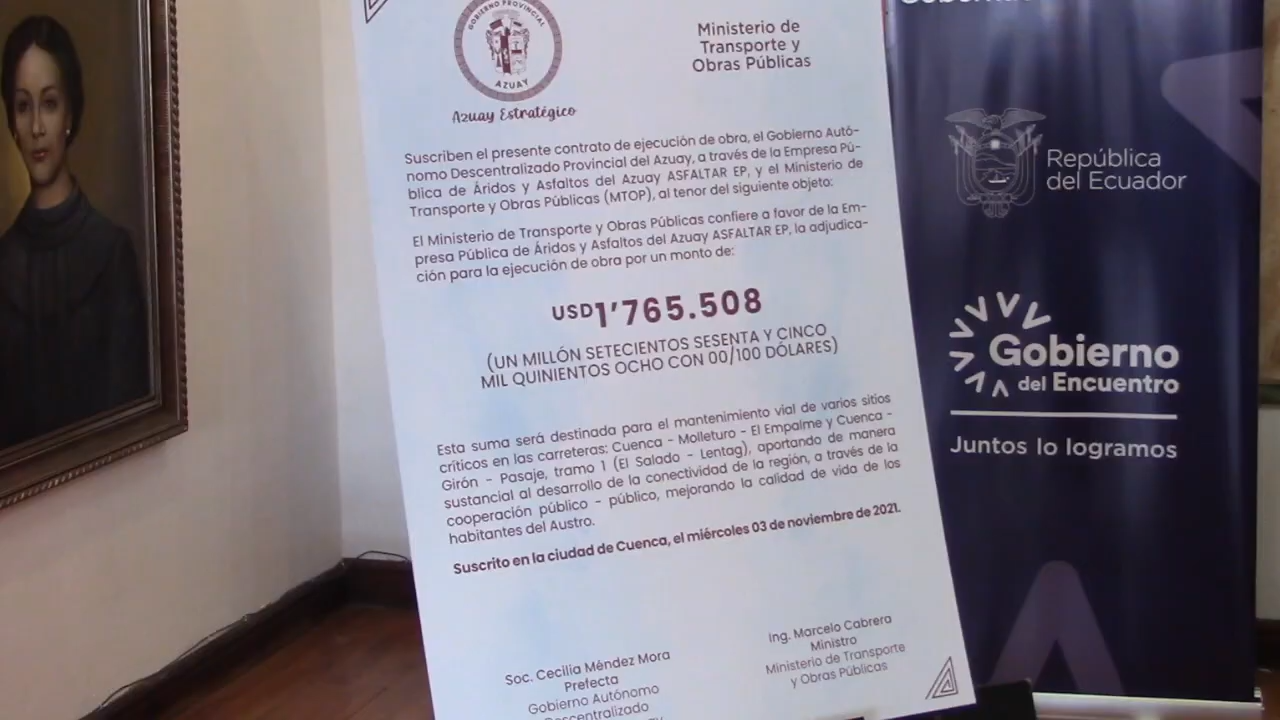 GOBIERNO PROVINCIAL
AZUAY
Azuay Estratégico
Ministerio de
Transporte y
Obras Públicas
Suscriben el presente contrato de ejecución de obra, el Gobierno Autó-
nomo Descentralizado Provincial del Azuay, a través de la Empresa Pú-
blica de Áridos y Asfaltos del Azuay ASFALTAR EP, y el Ministerio de
Transporte y Obras Públicas (MTOP), al tenor del siguiente objeto:
El Ministerio de Transporte y Obras Públicas confiere a favor de la Em-
presa Pública de Áridos y Asfaltos del Azuay ASFALTAR EP, la adjudica-
ción para la ejecución de obra por un monto de:
USD1'765.508
(UN MILLÓN SETECIENTOS SESENTA Y CINCO
MIL QUINIENTOS OCHO CON 00/100 DÓLARES)
Esta suma será destinada para el mantenimiento vial de varios sitios
críticos en las carreteras: Cuenca - Molleturo - El Empalme y Cuenca -
Girón - Pasaje, tramo 1 (El Salado - Lentag), aportando de manera
sustancial al desarrollo de la conectividad de la región, a través de la
cooperación público - público, mejorando la calidad de vida de los
habitantes del Austro.
Suscrito en la ciudad de Cuenca, el miércoles 03 de noviembre de 2021.
Soc. Cecilia Méndez Mora
Prefecta
Gobierno Autónomo
Descentralizado
Ing. Marcelo Cabrera
Ministro
Ministerio de Transporte
y Obras Públicas
República
del Ecuador
Gobierno
del Encuentro
Juntos lo logramos